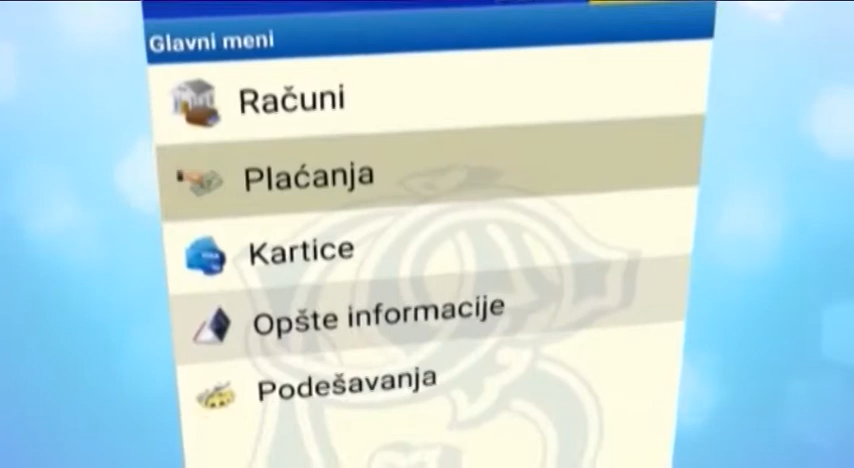 Glavni meni
Računi
Plaćanja
Kartice
Opšte informacije
Podešavanja